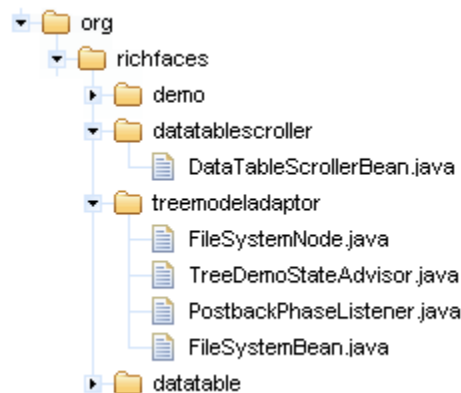 org
richfaces
demo
datatablescroller
DataTableScrollerBean.java
treemodeladaptor
FileSystemNode.java
TreeDemoStateAdvisor.java
PostbackPhaseListener.java
FileSystemBean.java
datatable